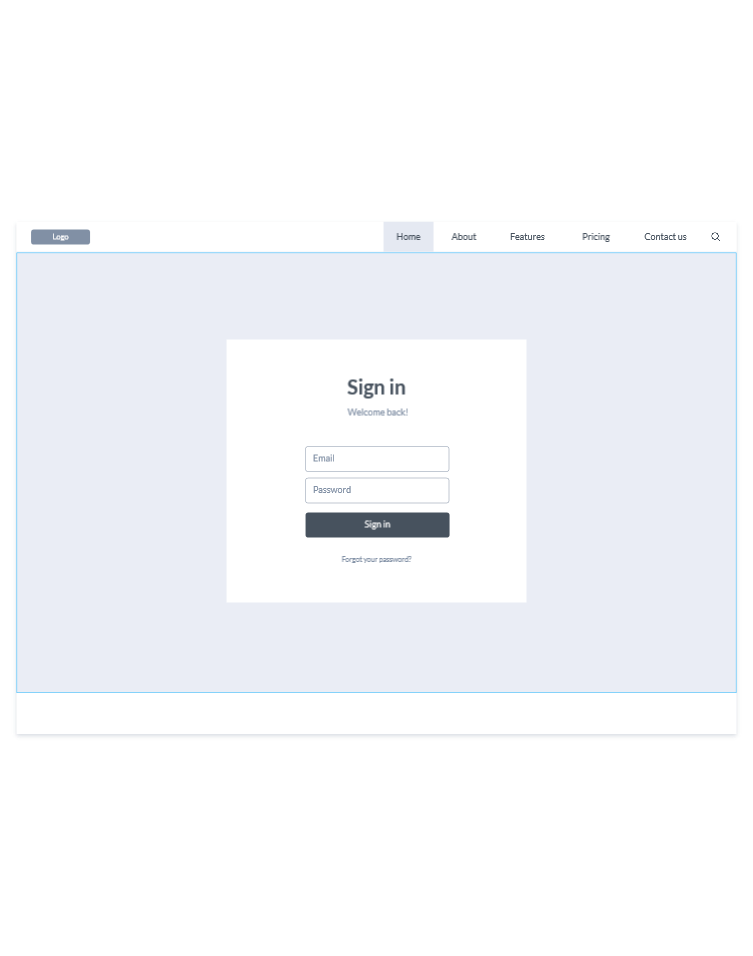 Logo Home About Features Pricing Contact us
Sign in
Welcome back!
Email
Password
Sign in
Forgot your password?